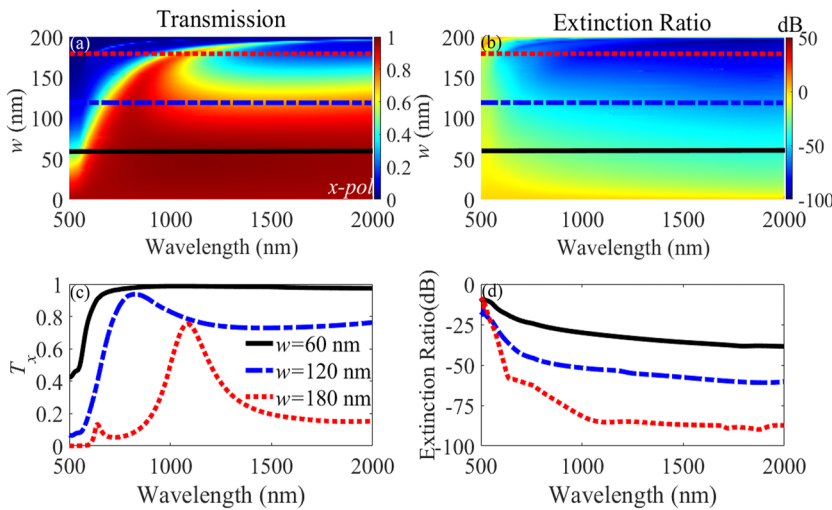 Transmission
(a)
200
150
100
50
0
w (nm)
500 1000 1500 2000
Wavelength (nm)
x-pol
1
0.8
0.6
0.4
0.2
0
Extinction Ratio
dB
(b)
200
150
100
50
0
w (nm)
500 1000 1500 2000
Wavelength (nm)
50
0
-50
-100
(c)
1
0.8
0.6
0.4
0.2
0
Tx
w=60 nm
w=120 nm
w=180 nm
500 1000 1500 2000
Wavelength (nm)
(d)
0
-25
-50
-75
-100
Extinction Ratio(dB)
500 1000 1500 2000
Wavelength (nm)